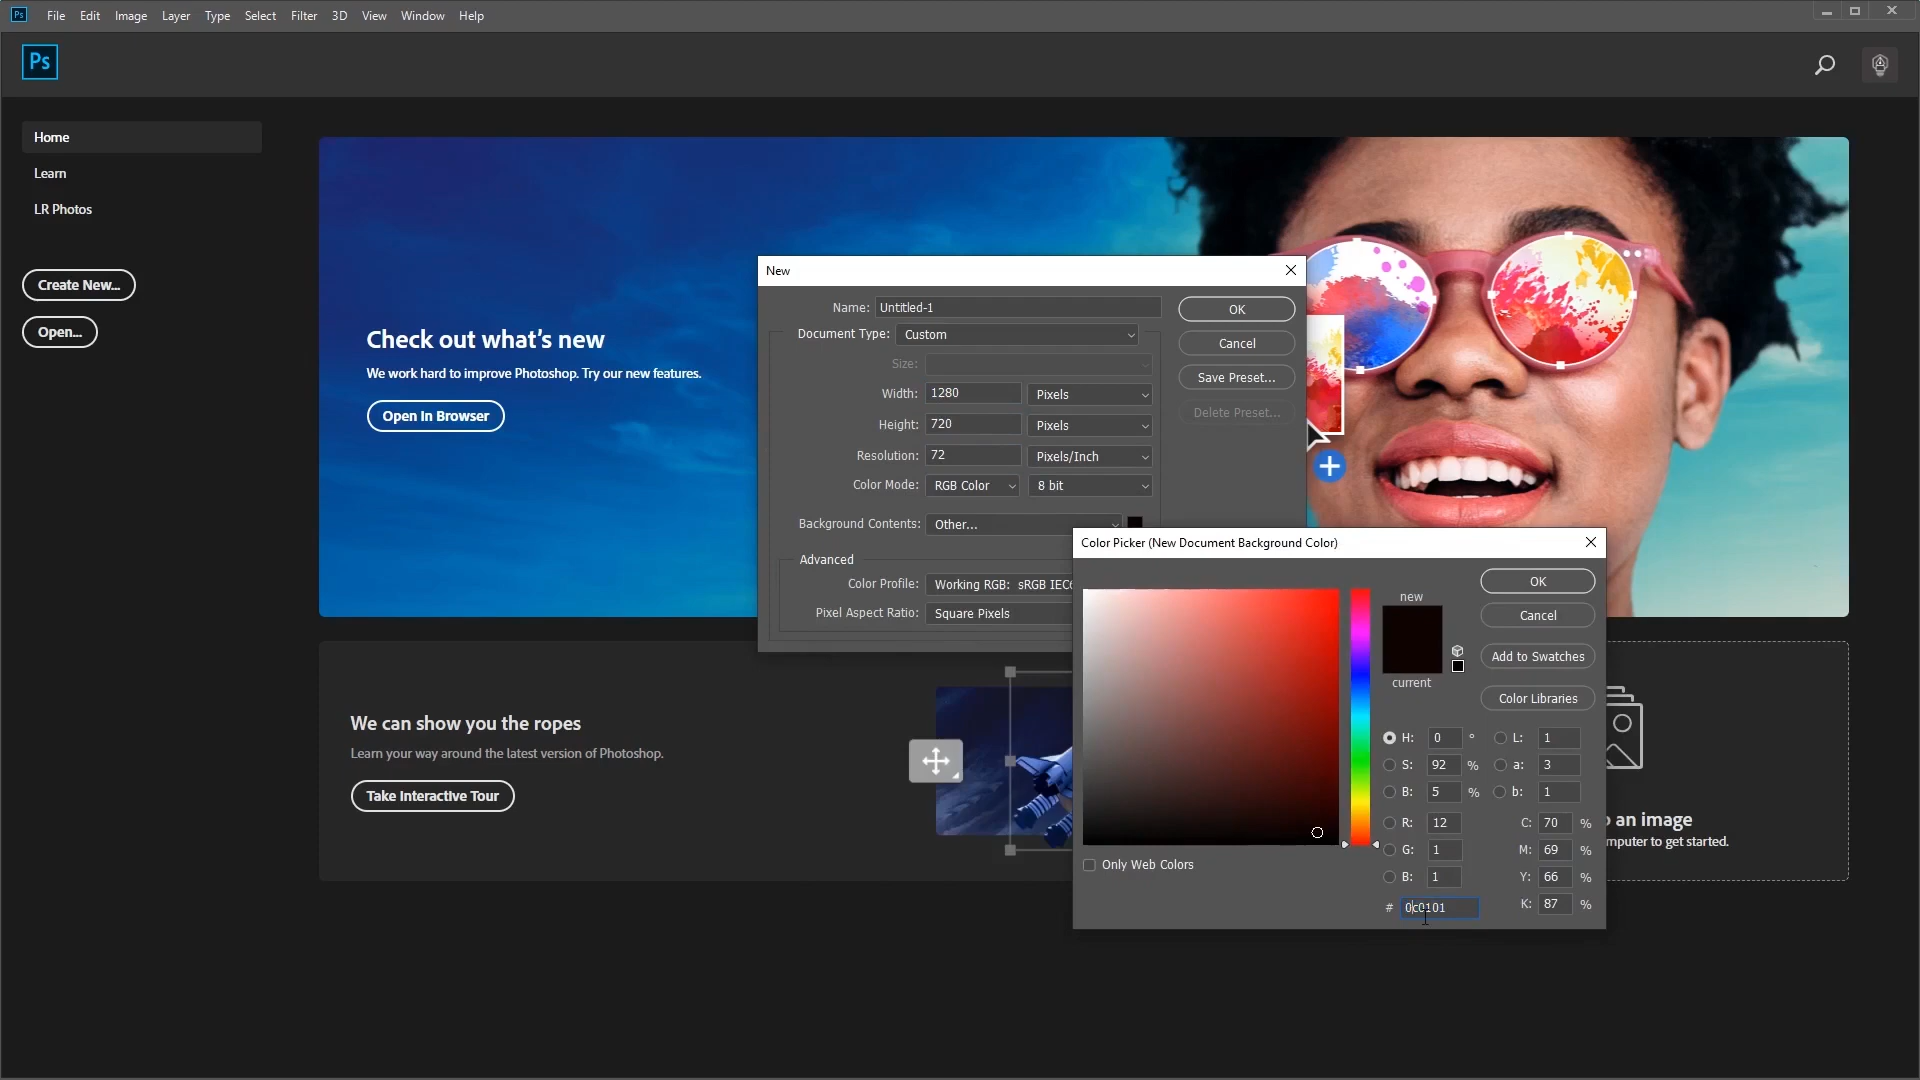 Ps File Edit Image Layer Type Select Filter 3D View Window Help
Ps
Home
Learn
LR Photos
Create New...
Open...
Check out what's new
We work hard to improve Photoshop. Try our new features.
Open In Browser
New
Name: Untitled-1
OK
Document Type: Custom
Cancel
Size:
Save Preset...
Width: 1280 Pixels
Delete Preset...
Height: 720 Pixels
Resolution: 72 Pixels/Inch
Color Mode: RGB Color 8 bit
Background Contents: Other...
Advanced
Color Profile: Working RGB: sRGB IEC6
Pixel Aspect Ratio: Square Pixels
Color Picker (New Document Background Color)
OK
new
Cancel
Add to Swatches
current
Color Libraries
H: 0 ° L: 1
S: 92 % a: 3
B: 5 % b: 1
R: 12 C: 70 %
G: 1 M: 69 %
B: 1 Y: 66 %
# 0c0101 K: 87 %
Only Web Colors
We can show you the ropes
Learn your way around the latest version of Photoshop.
Take Interactive Tour
an image
mputer to get started.